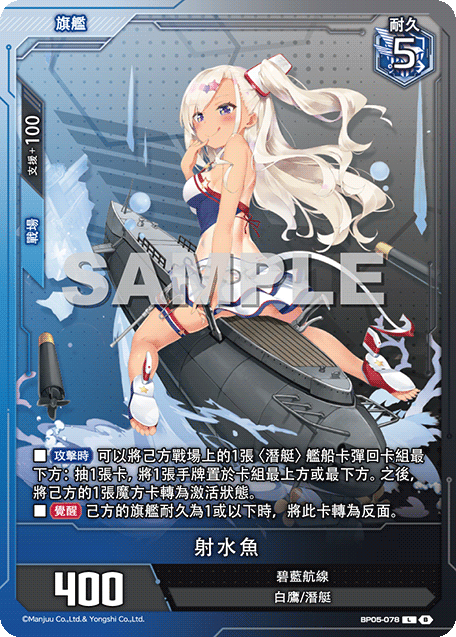 旗艦
耐久
5
支援+100
戰場
SAMPLE
■ 攻擊時 可以將己方戰場上的1張〈潛艇〉艦船卡彈回卡組最
下方：抽1張卡，將1張手牌置於卡組最上方或最下方。之後，
將己方的1張魔方卡轉為激活狀態。
■ 覺醒 己方的旗艦耐久為1或以下時，將此卡轉為反面。
射水魚
400
碧藍航線
白鷹/潛艇
©Manjuu Co.,Ltd.& Yongshi Co.,Ltd.
BP05-078 L B